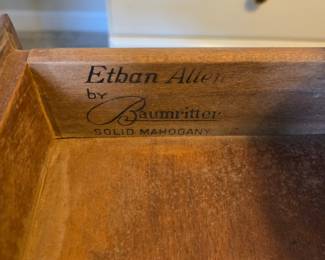 Ethan Allen
by
Baumritter
SOLID MAHOGANY